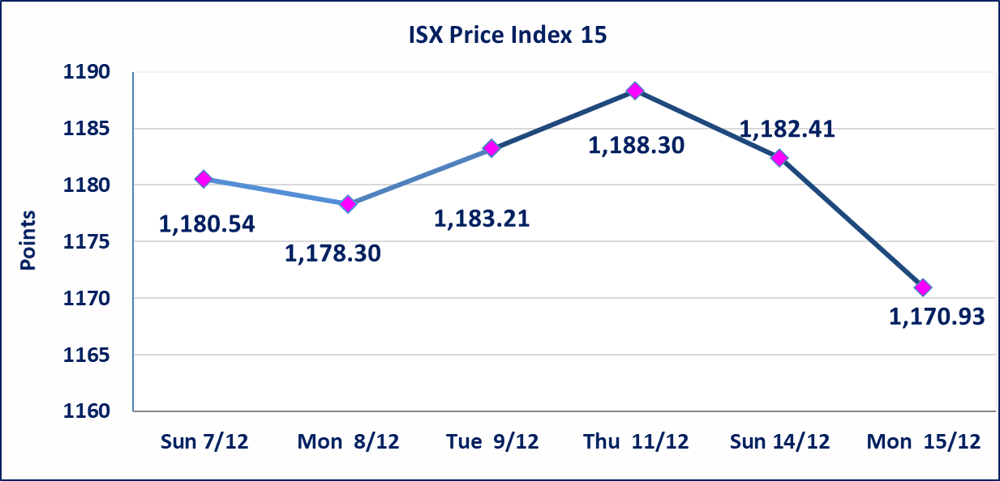 ISX Price Index 15
1190
1185
1180
1175
1170
1165
1160
Points
1,180.54
1,178.30
1,183.21
1,188.30
1,182.41
1,170.93
Sun 7/12
Mon 8/12
Tue 9/12
Thu 11/12
Sun 14/12
Mon 15/12